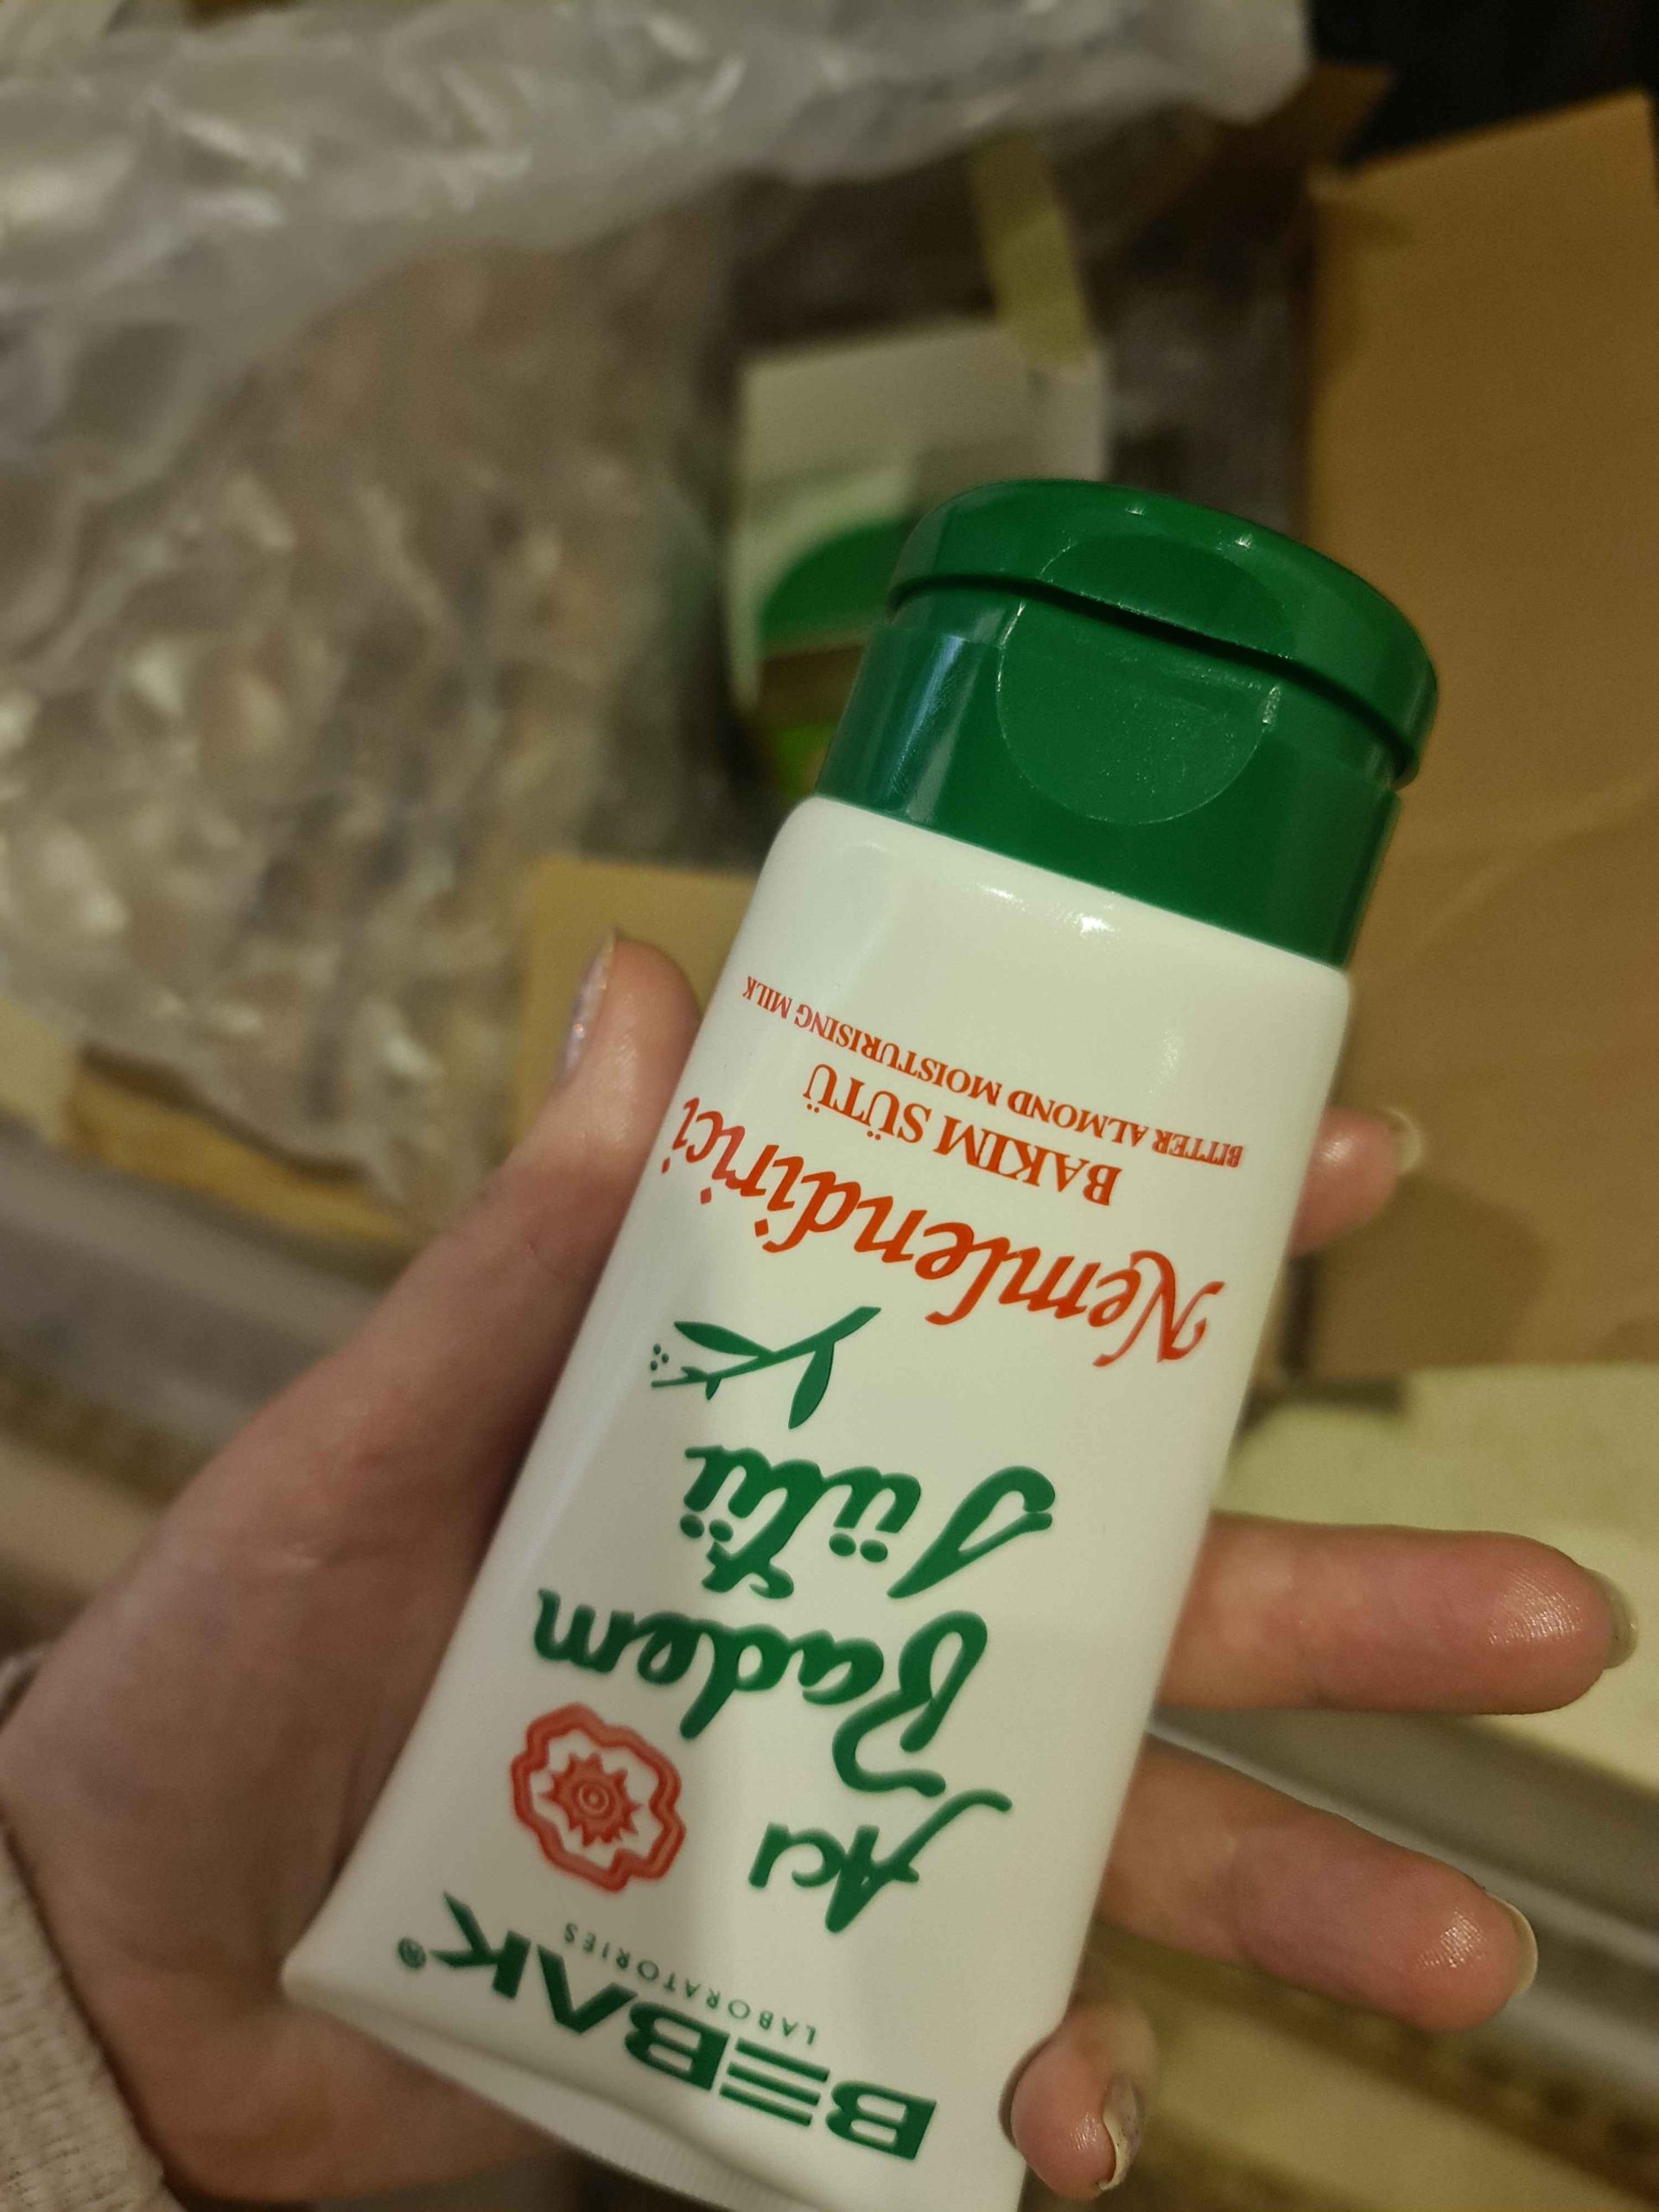 BEBAK®
LABORATORIES
Acı
Badem
Sütü
Nemlendirici
BAKIM SÜTÜ
BITTER ALMOND MOISTURISING MILK